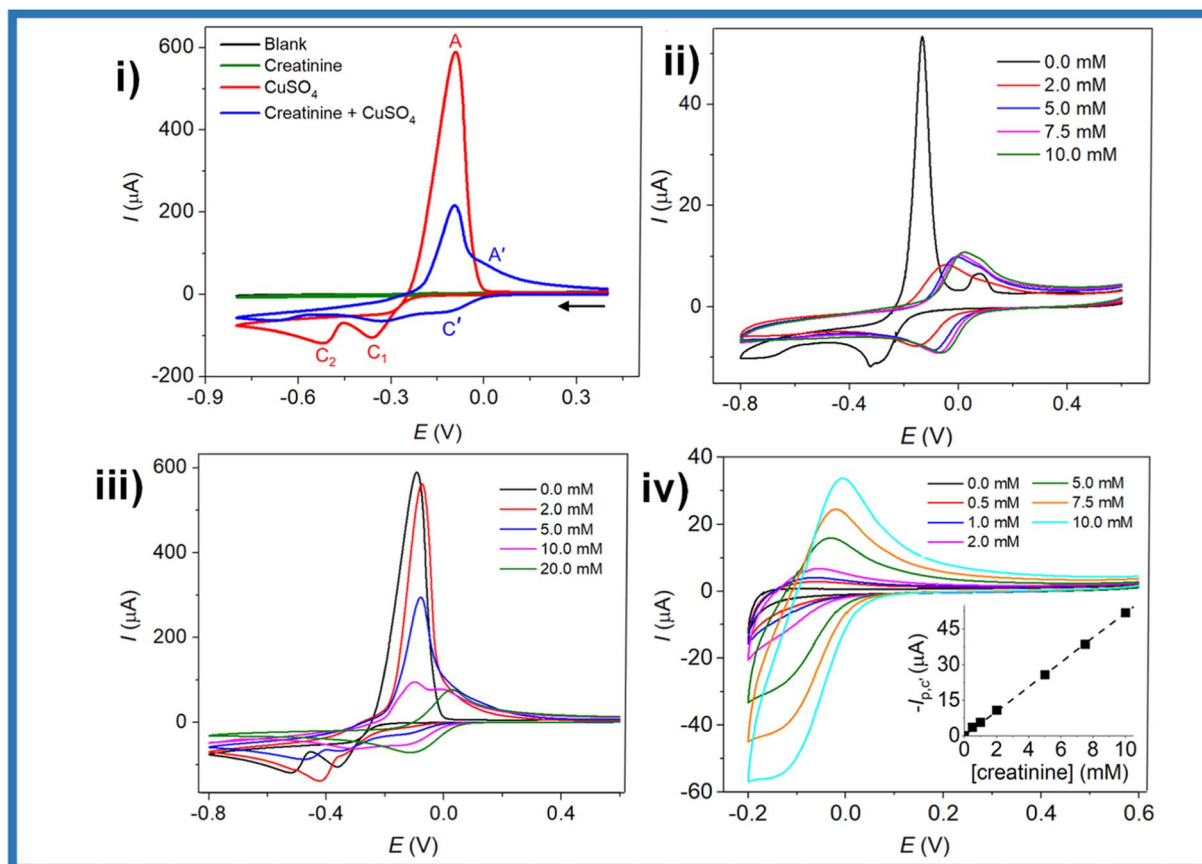 i)
Blank
Creatinine
CuSO₄
Creatinine + CuSO₄
A
A′
C′
C₂
C₁
600
400
200
0
-200
I (μA)
-0.9
-0.6
-0.3
0.0
0.3
E (V)
ii)
0.0 mM
2.0 mM
5.0 mM
7.5 mM
10.0 mM
40
20
0
I (μA)
-0.8
-0.4
0.0
0.4
E (V)
iii)
0.0 mM
2.0 mM
5.0 mM
10.0 mM
20.0 mM
600
400
200
0
I (μA)
-0.8
-0.4
0.0
0.4
E (V)
iv)
0.0 mM
0.5 mM
1.0 mM
2.0 mM
5.0 mM
7.5 mM
10.0 mM
40
20
0
-20
-40
-60
I (μA)
-0.2
0.0
0.2
0.4
0.6
E (V)
45
30
15
0
-Ip,c' (μA)
0
2
4
6
8
10
[creatinine] (mM)